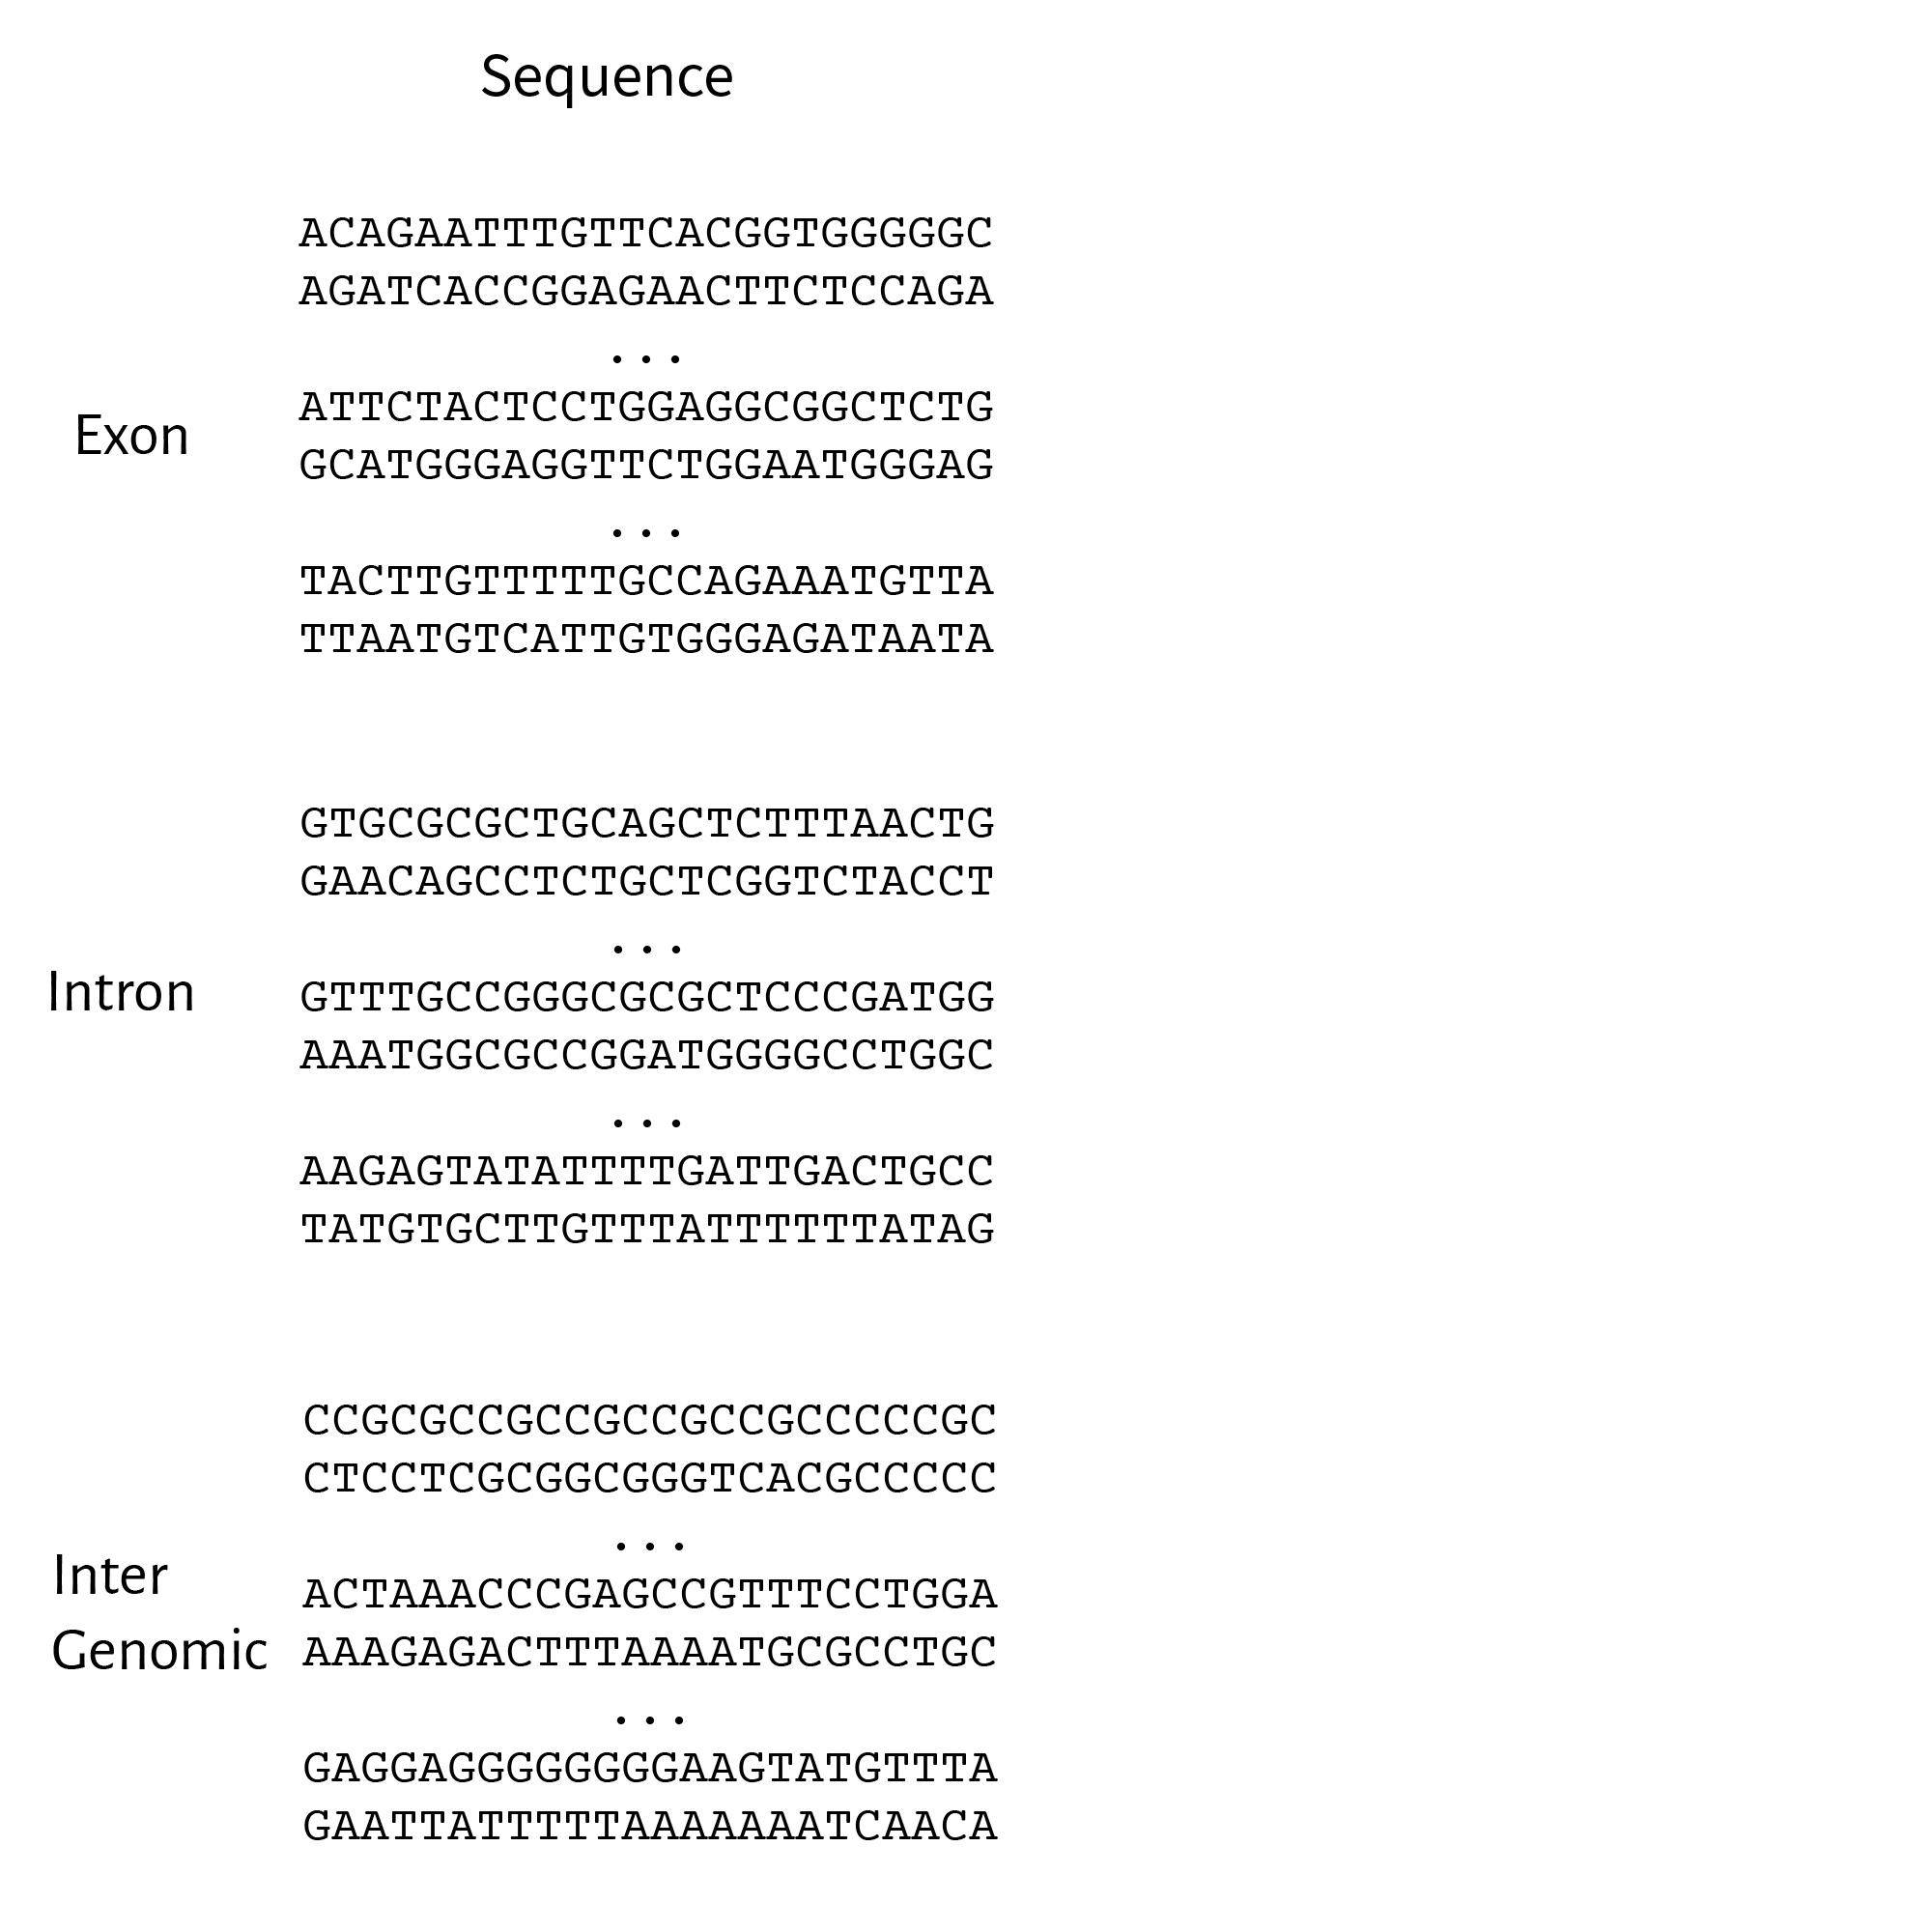 Sequence
Exon
ACAGAATTTGTTCACGGTGGGGGC
AGATCACCGGAGAACTTCTCCAGA
...
ATTCTACTCCTGGAGGCGGCTCTG
GCATGGGAGGTTCTGGAATGGGAG
...
TACTTGTTTTTGCCAGAAATGTTA
TTAATGTCATTGTGGGAGATAATA
Intron
GTGCGCGCTGCAGCTCTTTAACTG
GAACAGCCTCTGCTCGGTCTACCT
...
GTTTGCCGGGCGCGCTCCCGATGG
AAATGGCGCCGGATGGGGCCTGGC
...
AAGAGTATATTTTGATTGACTGCC
TATGTGCTTGTTTATTTTTTATAG
Inter
Genomic
CCGCGCCGCCGCCGCCGCCCCCGC
CTCCTCGCGGCGGGTCACGCCCCC
...
ACTAAACCCGAGCCGTTTCCTGGA
AAAGAGACTTTAAAATGCGCCTGC
...
GAGGAGGGGGGGGAAGTATGTTTA
GAATTATTTTTAAAAAAATCAACA